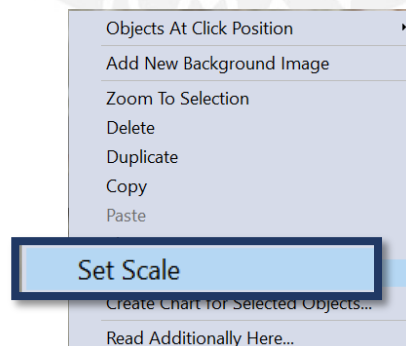 Objects At Click Position
Add New Background Image
Zoom To Selection
Delete
Duplicate
Copy
Paste
Set Scale
Create Chart for Selected Objects...
Read Additionally Here...